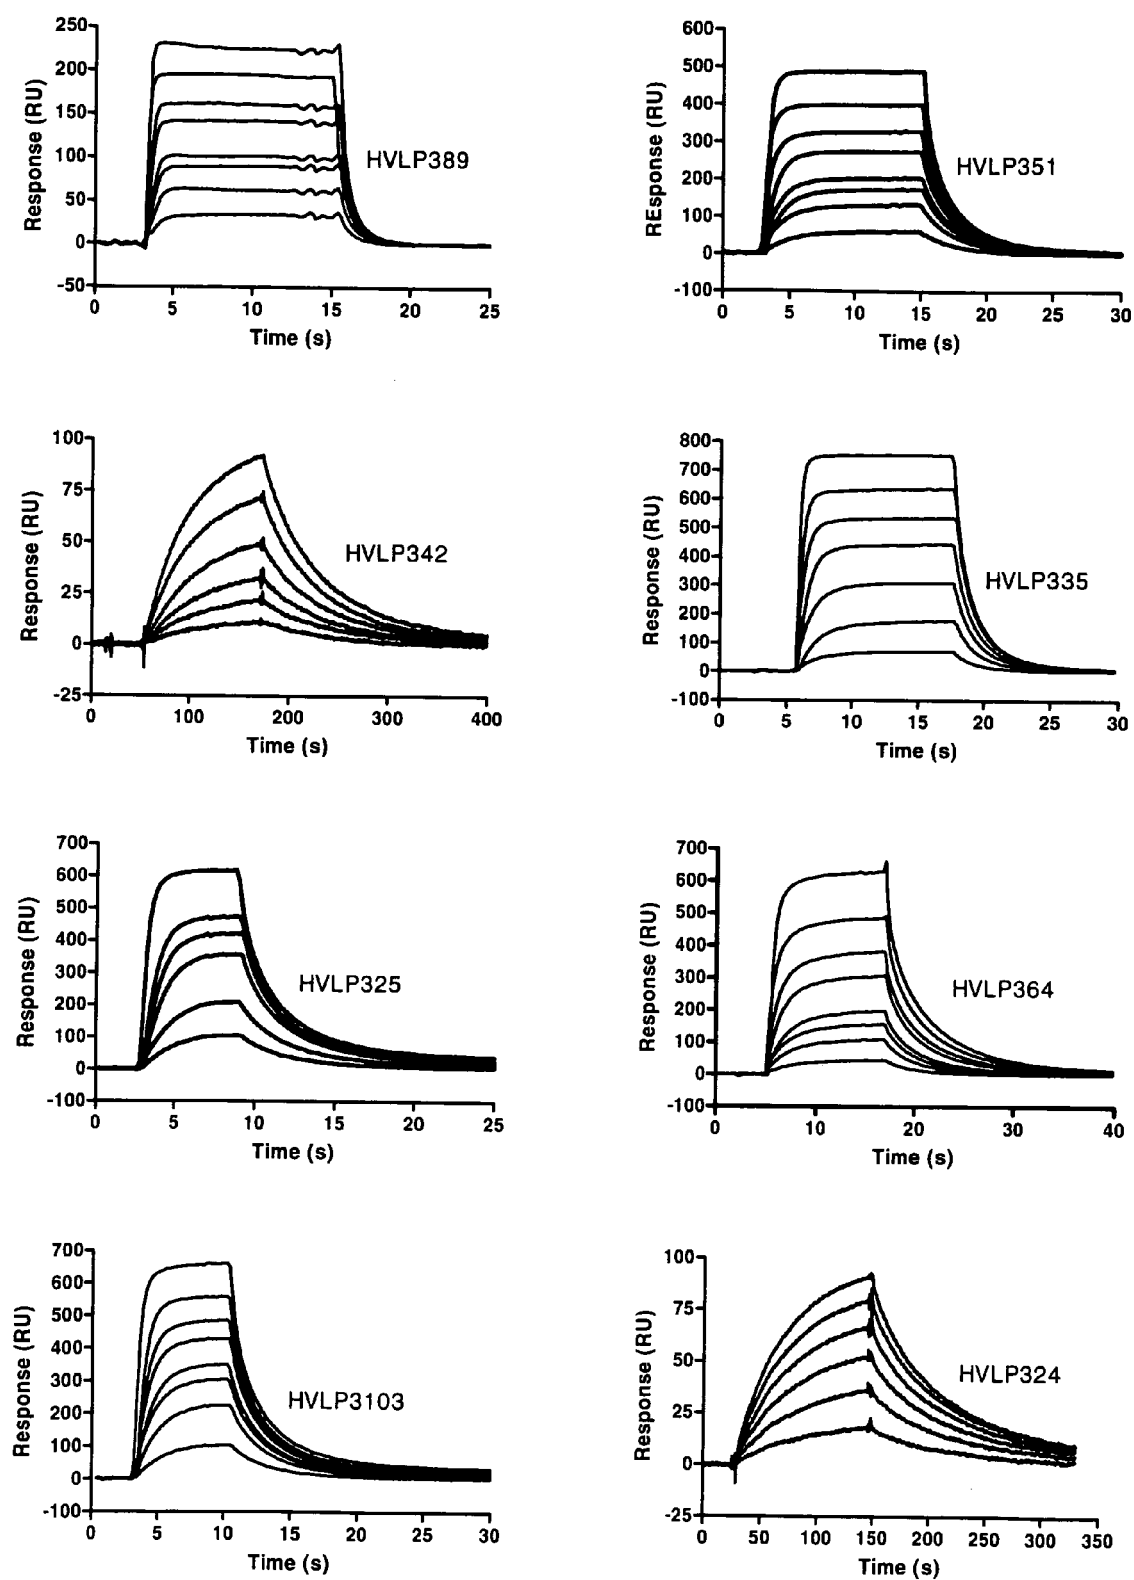 250
200
150
100
50
0
-50
Response (RU)
0 5 10 15 20 25
Time (s)
HVLP389
600
500
400
300
200
100
0
-100
REsponse (RU)
0 5 10 15 20 25 30
Time (s)
HVLP351
100
75
50
25
0
-25
Response (RU)
0 100 200 300 400
Time (s)
HVLP342
800
700
600
500
400
300
200
100
0
-100
Response (RU)
0 5 10 15 20 25 30
Time (s)
HVLP335
700
600
500
400
300
200
100
0
-100
Response (RU)
0 5 10 15 20 25
Time (s)
HVLP325
700
600
500
400
300
200
100
0
-100
Response (RU)
0 10 20 30 40
Time (s)
HVLP364
700
600
500
400
300
200
100
0
-100
Response (RU)
0 5 10 15 20 25 30
Time (s)
HVLP3103
100
75
50
25
0
-25
Response (RU)
0 50 100 150 200 250 300 350
Time (s)
HVLP324